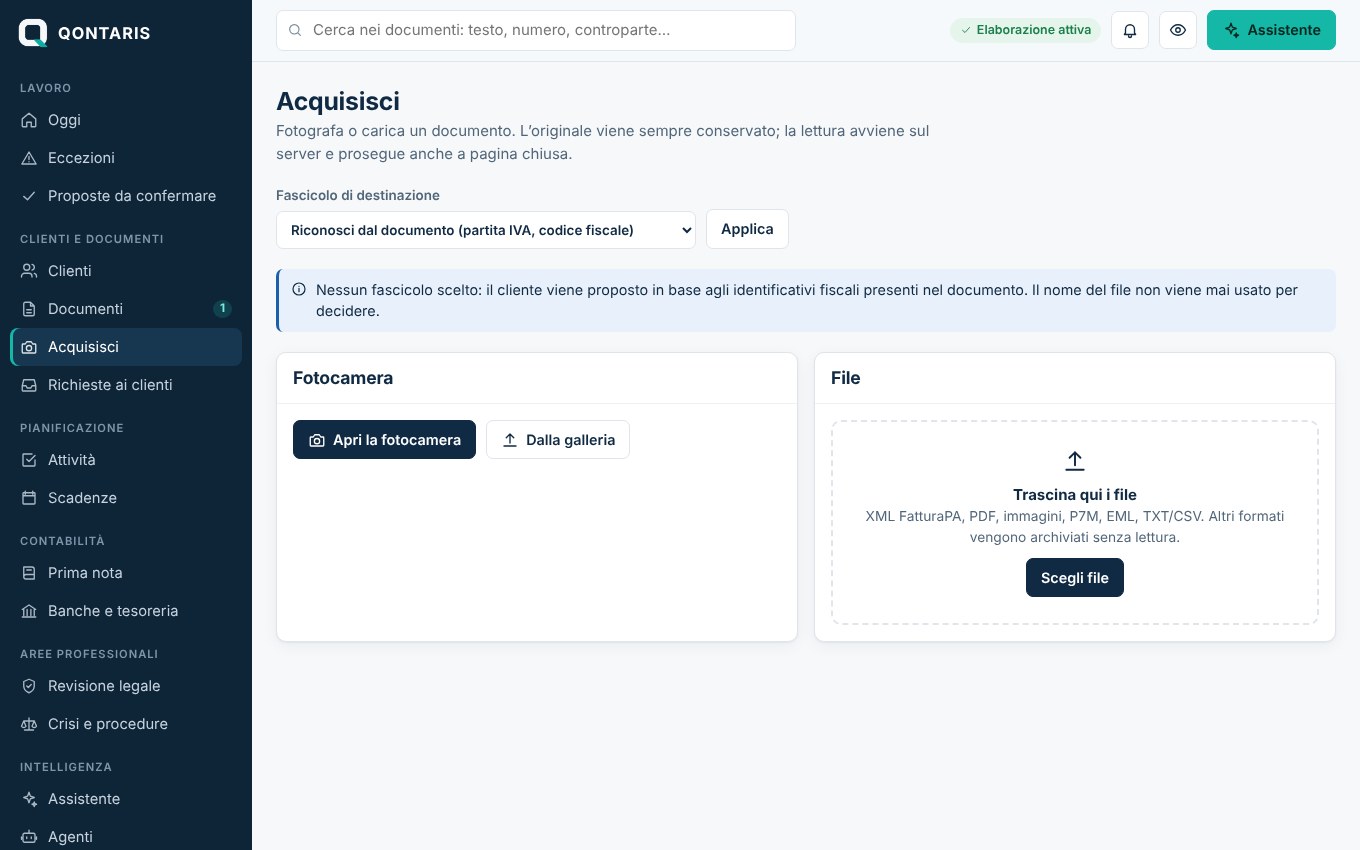 QONTARIS
LAVORO
Oggi
Eccezioni
Proposte da confermare
CLIENTI E DOCUMENTI
Clienti
Documenti 1
Acquisisci
Richieste ai clienti
PIANIFICAZIONE
Attività
Scadenze
CONTABILITÀ
Prima nota
Banche e tesoreria
AREE PROFESSIONALI
Revisione legale
Crisi e procedure
INTELLIGENZA
Assistente
Agenti
Cerca nei documenti: testo, numero, controparte…
Elaborazione attiva
Assistente
Acquisisci
Fotografa o carica un documento. L’originale viene sempre conservato; la lettura avviene sul
server e prosegue anche a pagina chiusa.
Fascicolo di destinazione
Riconosci dal documento (partita IVA, codice fiscale)
Applica
Nessun fascicolo scelto: il cliente viene proposto in base agli identificativi fiscali presenti nel documento. Il nome del file non viene mai usato per
decidere.
Fotocamera
Apri la fotocamera
Dalla galleria
File
Trascina qui i file
XML FatturaPA, PDF, immagini, P7M, EML, TXT/CSV. Altri formati
vengono archiviati senza lettura.
Scegli file